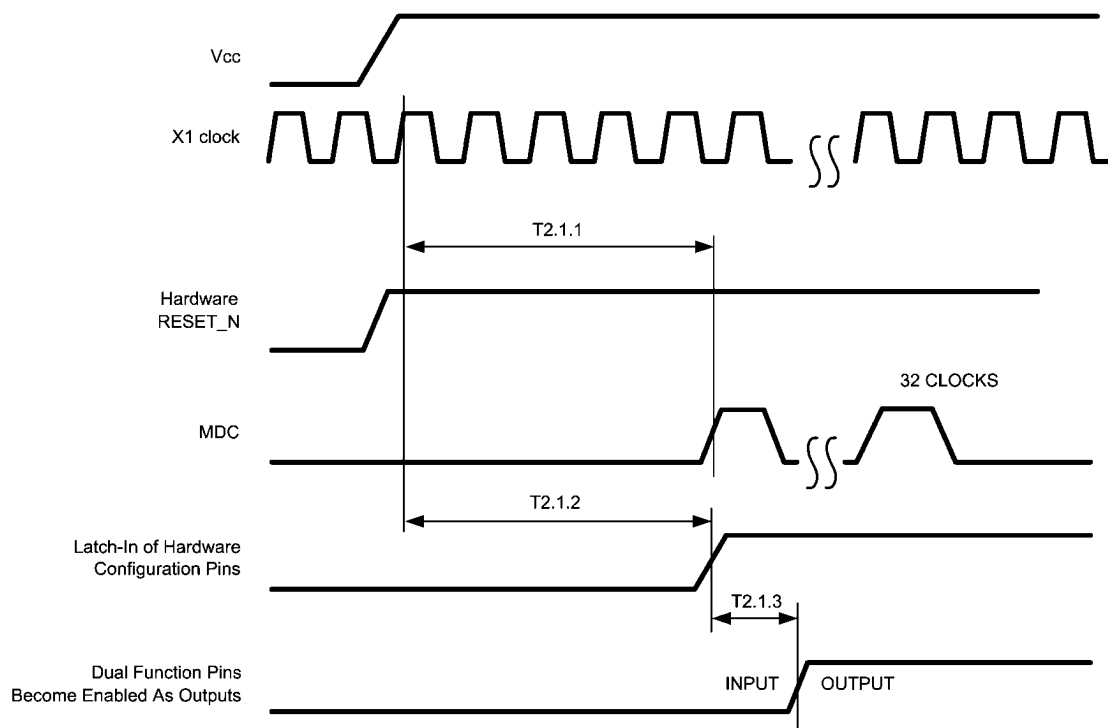 Vcc
X1 clock
T2.1.1
Hardware
RESET_N
32 CLOCKS
MDC
T2.1.2
Latch-In of Hardware
Configuration Pins
T2.1.3
Dual Function Pins
Become Enabled As Outputs
INPUT
OUTPUT